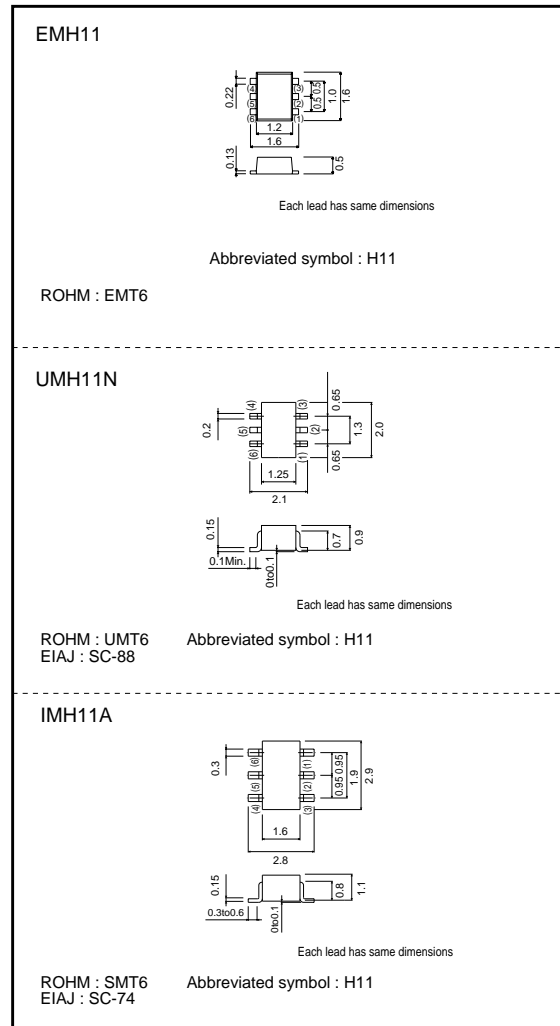 EMH11
0.22
(4)
(3)
(5)
(2)
(6)
(1)
0.5 0.5
1.0
1.6
1.2
1.6
0.13
0.5
Each lead has same dimensions
Abbreviated symbol : H11
ROHM : EMT6
UMH11N
(4)
(3)
0.65
0.2
(5)
(2)
1.3
2.0
(6)
(1)
0.65
1.25
2.1
0.15
0.7
0.9
0.1Min.
0to0.1
Each lead has same dimensions
ROHM : UMT6 Abbreviated symbol : H11
EIAJ : SC-88
IMH11A
0.3
(6)
(1)
(5)
(2)
(4)
(3)
0.95 0.95
1.9
2.9
1.6
2.8
0.15
0.8
1.1
0.3to0.6
0to0.1
Each lead has same dimensions
ROHM : SMT6 Abbreviated symbol : H11
EIAJ : SC-74